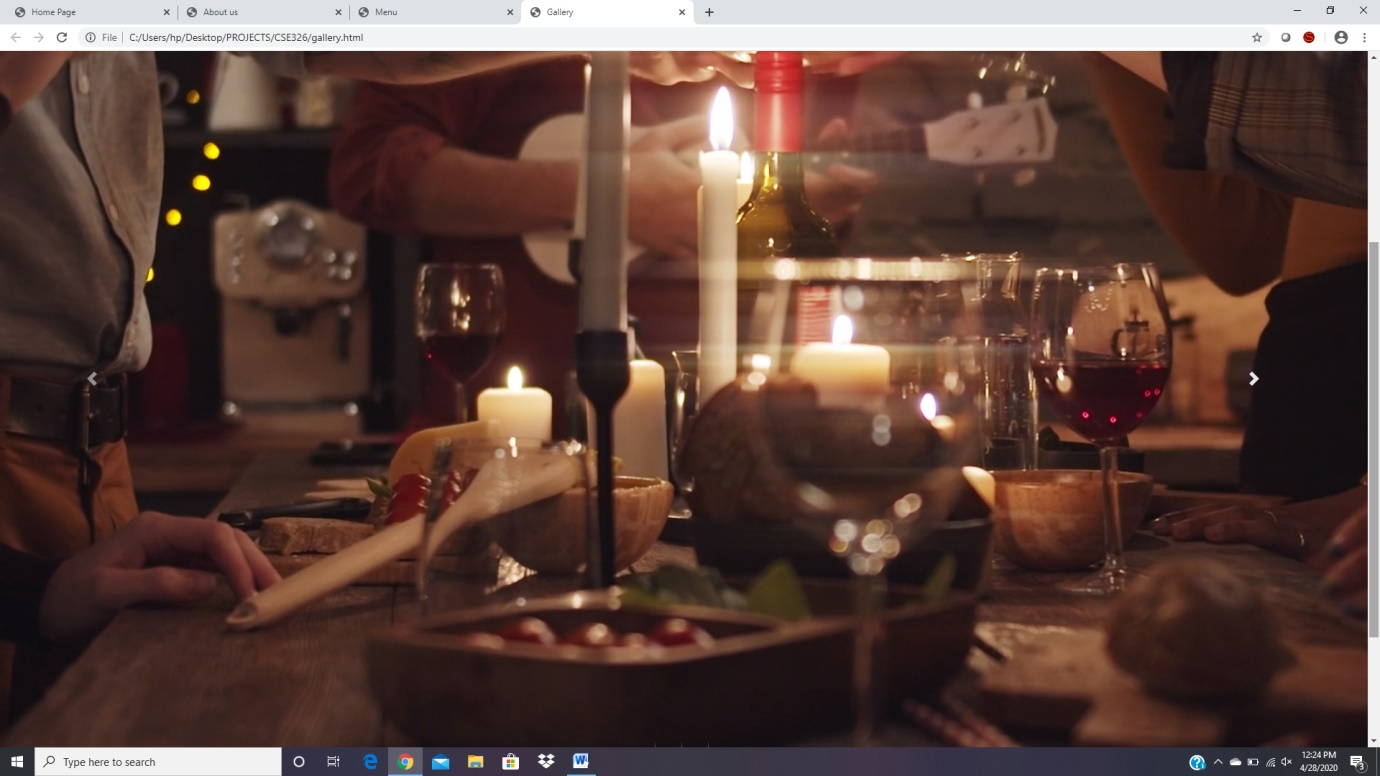 Home Page
About us
Menu
Gallery
File
C:/Users/hp/Desktop/PROJECTS/CSE326/gallery.html
Type here to search
12:24 PM
4/28/2020
3